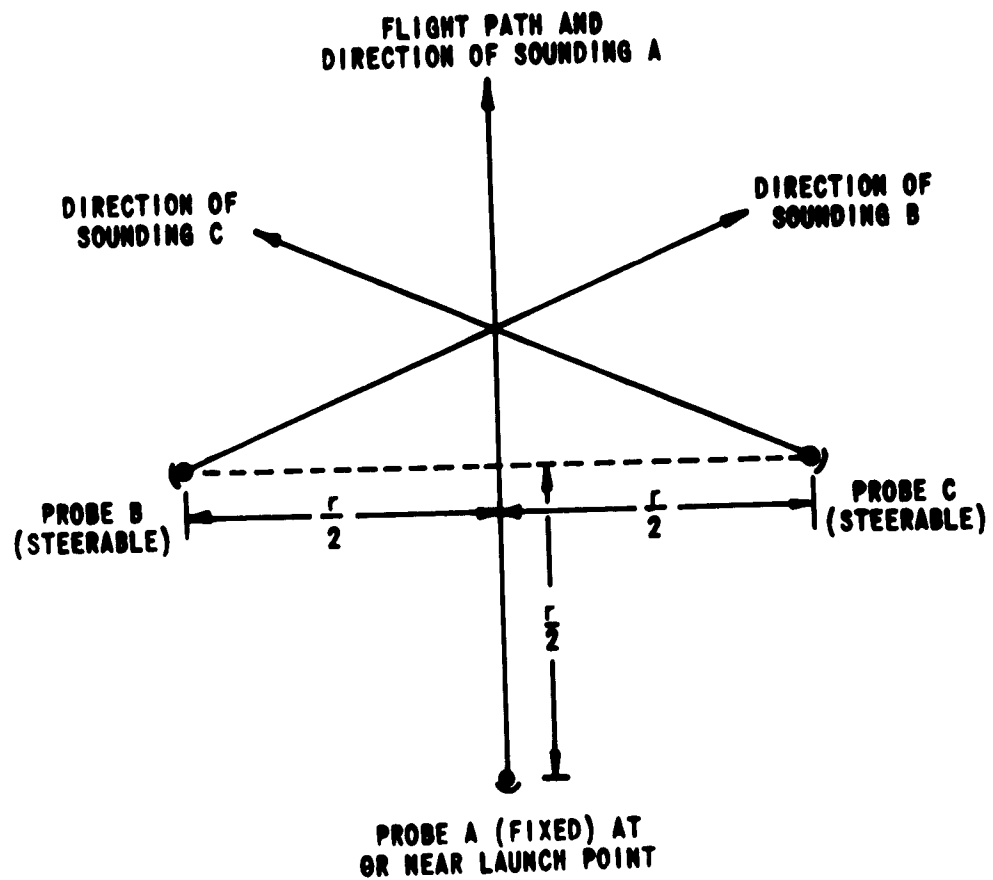 FLIGHT PATH AND
DIRECTION OF SOUNDING A
DIRECTION OF
SOUNDING B
DIRECTION OF
SOUNDING C
PROBE B
(STEERABLE)
r
2
r
2
PROBE C
(STEERABLE)
r
2
PROBE A (FIXED) AT
OR NEAR LAUNCH POINT